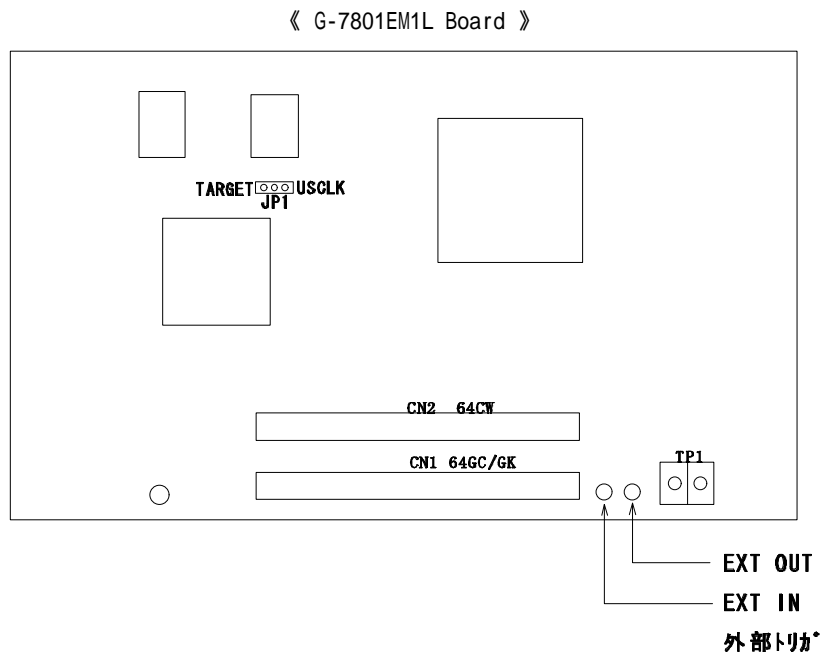 《 G-7801EM1L Board 》
TARGET USCLK
JP1
CN2 64CW
CN1 64GC/GK
TP1
EXT OUT
EXT IN
外部ﾄﾘｶﾞ